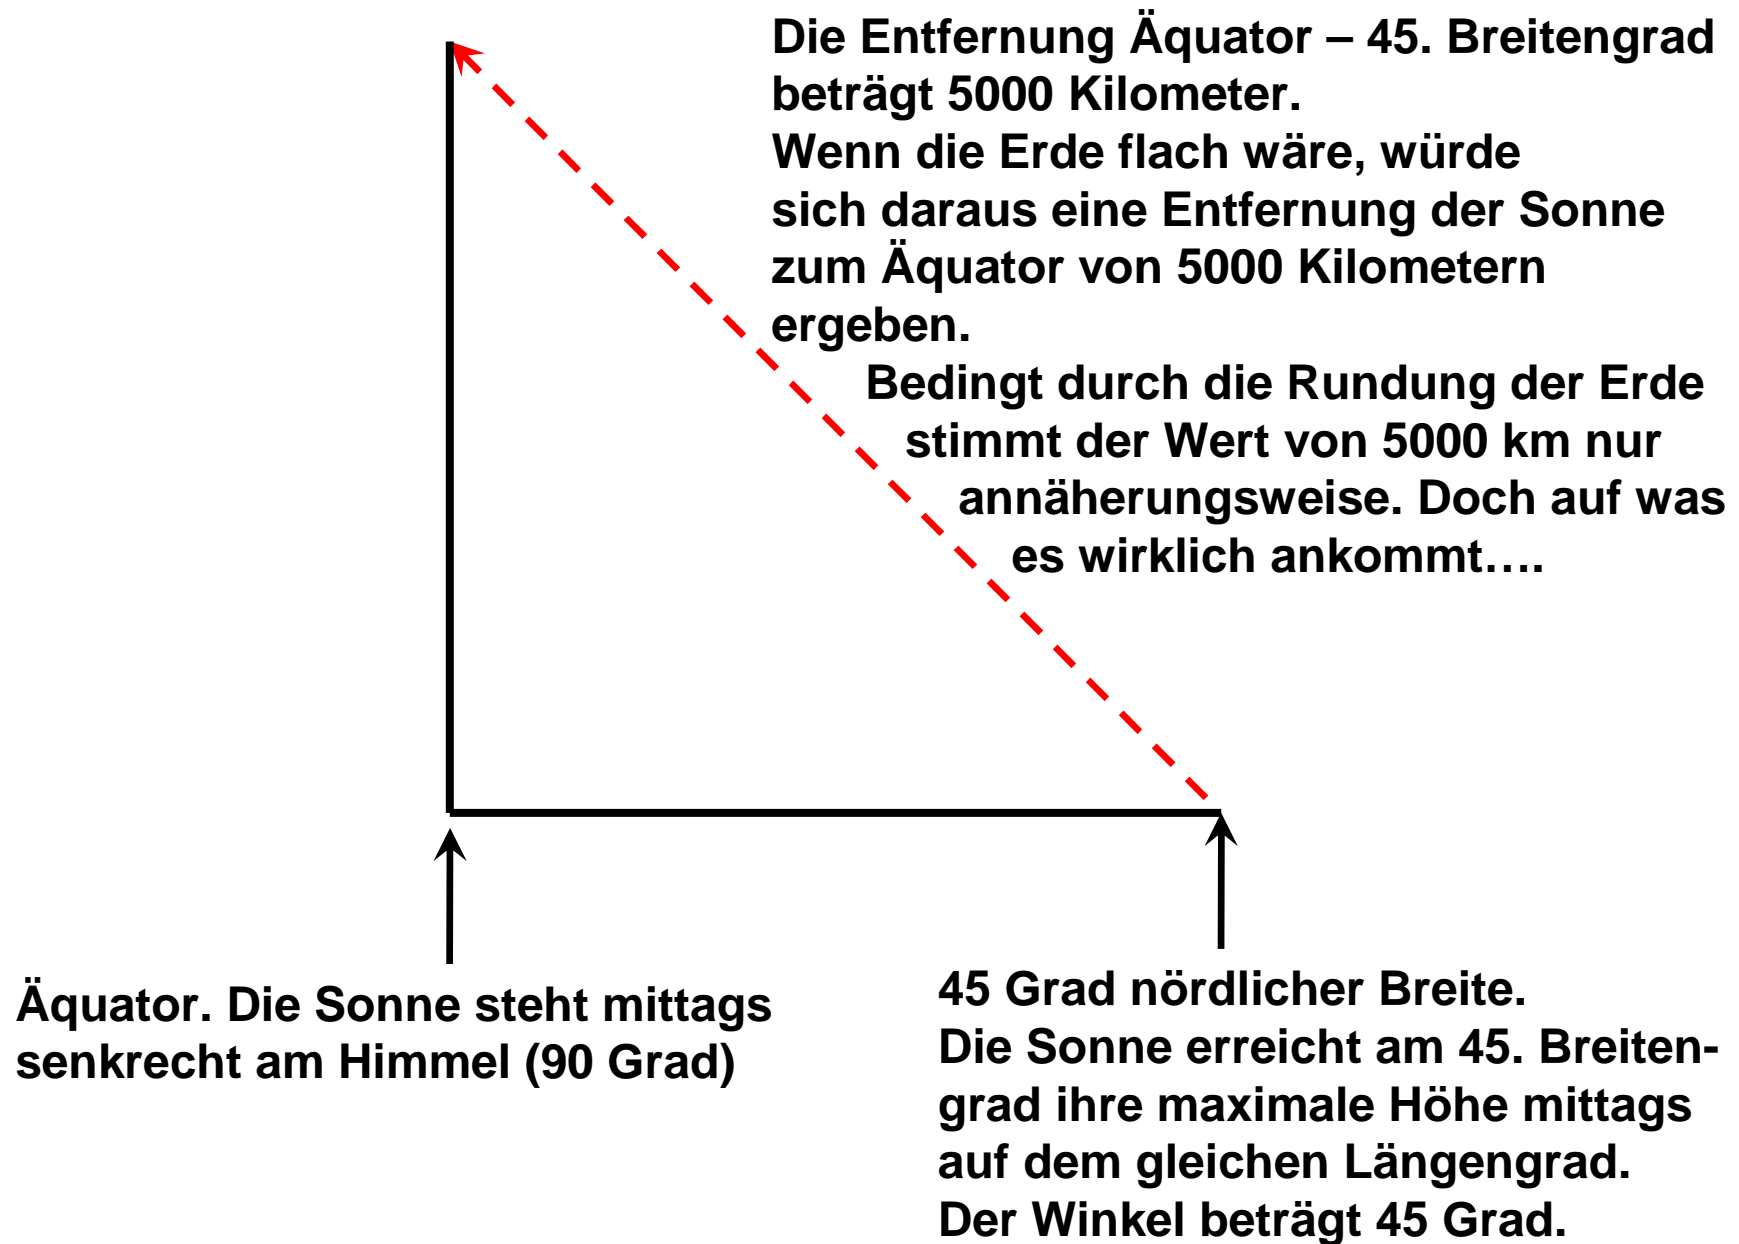 Die Entfernung Äquator – 45. Breitengrad
beträgt 5000 Kilometer.
Wenn die Erde flach wäre, würde
sich daraus eine Entfernung der Sonne
zum Äquator von 5000 Kilometern
ergeben.
Bedingt durch die Rundung der Erde
stimmt der Wert von 5000 km nur
annäherungsweise. Doch auf was
es wirklich ankommt….
Äquator. Die Sonne steht mittags
senkrecht am Himmel (90 Grad)
45 Grad nördlicher Breite.
Die Sonne erreicht am 45. Breiten-
grad ihre maximale Höhe mittags
auf dem gleichen Längengrad.
Der Winkel beträgt 45 Grad.